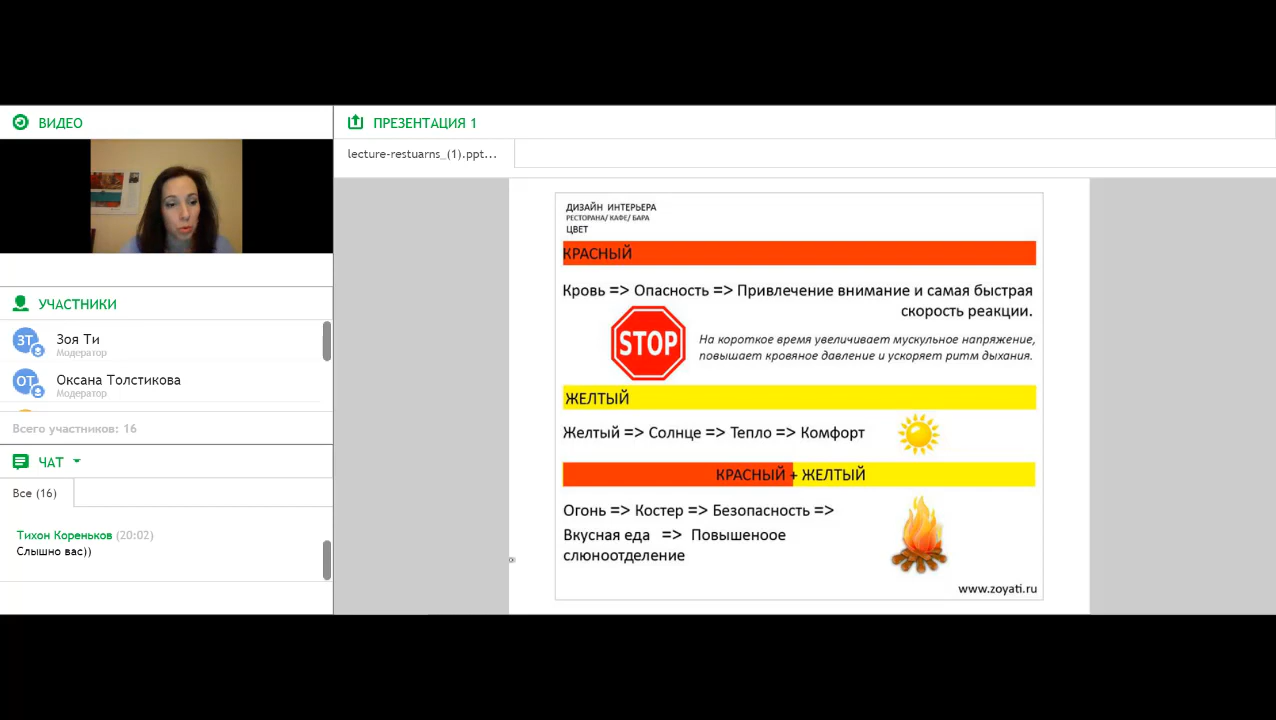 ВИДЕО
ПРЕЗЕНТАЦИЯ 1
lecture-restuarns_(1).ppt...
УЧАСТНИКИ
ЗТ
Зоя Ти
Модератор
ОТ
Оксана Толстикова
Модератор
Всего участников: 16
ЧАТ
Все (16)
Тихон Кореньков (20:02)
Слышно вас))
ДИЗАЙН ИНТЕРЬЕРА
РЕСТОРАНА/ КАФЕ/ БАРА
ЦВЕТ
КРАСНЫЙ
Кровь => Опасность => Привлечение внимание и самая быстрая
скорость реакции.
STOP
На короткое время увеличивает мускульное напряжение,
повышает кровяное давление и ускоряет ритм дыхания.
ЖЕЛТЫЙ
Желтый => Солнце => Тепло => Комфорт
КРАСНЫЙ + ЖЕЛТЫЙ
Огонь => Костер => Безопасность =>
Вкусная еда => Повышеноое
слюноотделение
www.zoyati.ru